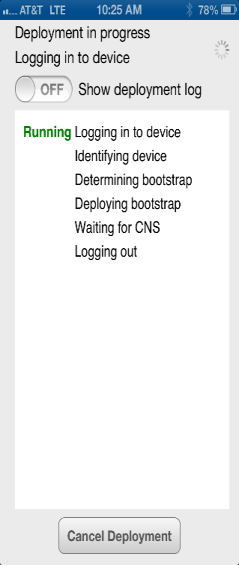 ... AT&T LTE 10:25 AM 78%
Deployment in progress
Logging in to device
OFF Show deployment log
Running Logging in to device
Identifying device
Determining bootstrap
Deploying bootstrap
Waiting for CNS
Logging out
Cancel Deployment